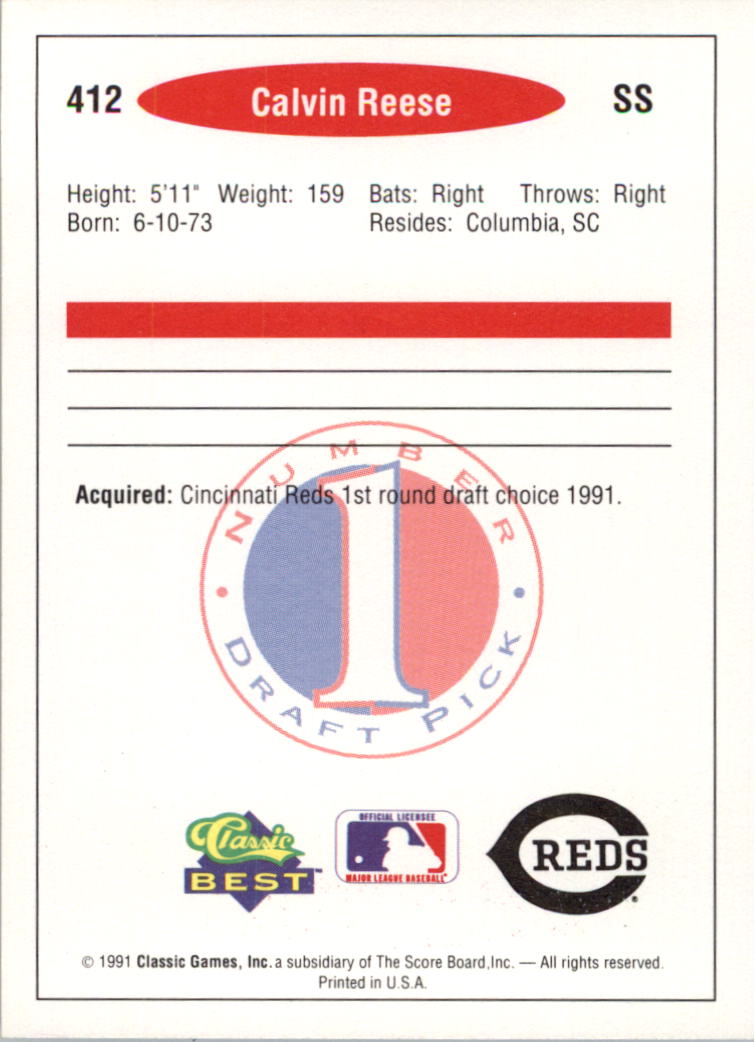 412 Calvin Reese SS
Height: 5'11" Weight: 159 Bats: Right Throws: Right
Born: 6-10-73 Resides: Columbia, SC
Acquired: Cincinnati Reds 1st round draft choice 1991.
NUMBER
1
DRAFT PICK
Classic
BEST™
OFFICIAL LICENSEE
MAJOR LEAGUE BASEBALL
REDS
© 1991 Classic Games, Inc. a subsidiary of The Score Board, Inc. — All rights reserved.
Printed in U.S.A.